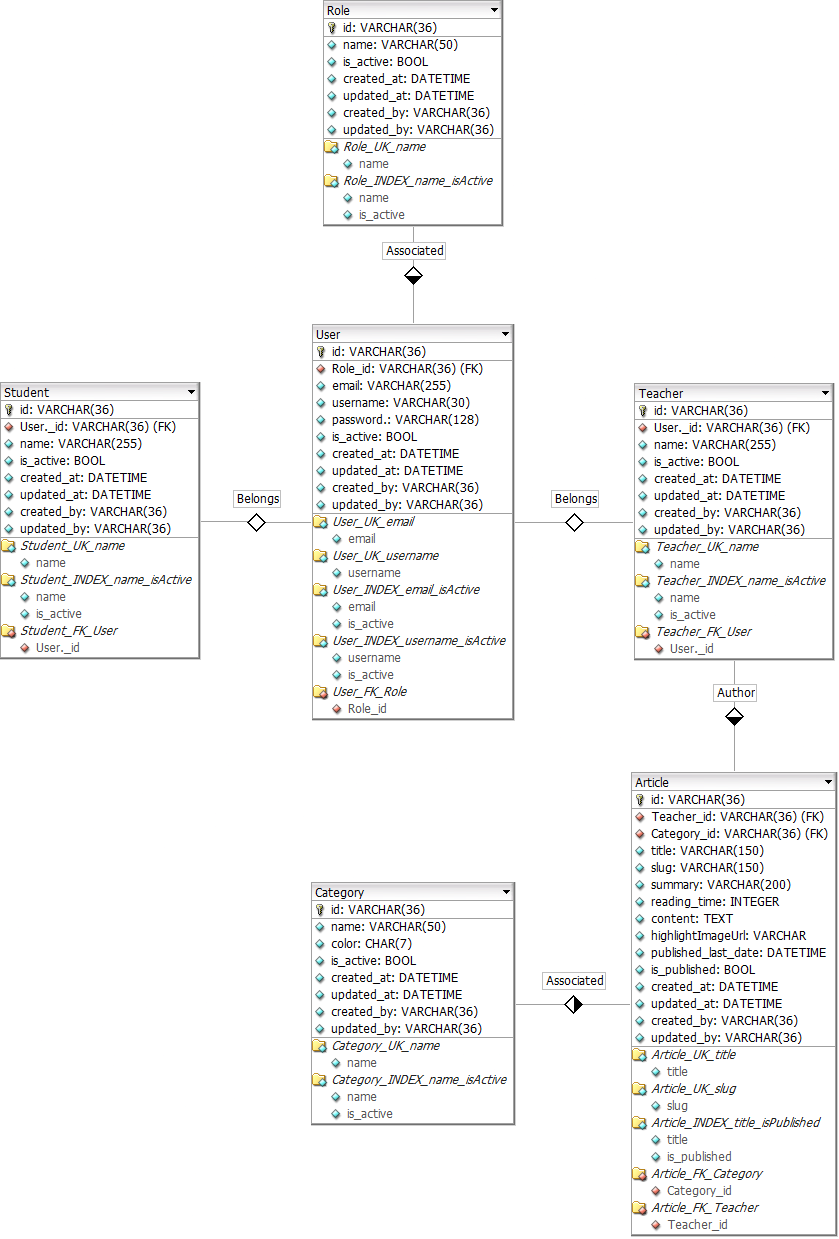 Role
id: VARCHAR(36)
name: VARCHAR(50)
is_active: BOOL
created_at: DATETIME
updated_at: DATETIME
created_by: VARCHAR(36)
updated_by: VARCHAR(36)
Role_UK_name
name
Role_INDEX_name_isActive
name
is_active
Associated
User
id: VARCHAR(36)
Role_id: VARCHAR(36) (FK)
email: VARCHAR(255)
username: VARCHAR(30)
password.: VARCHAR(128)
is_active: BOOL
created_at: DATETIME
updated_at: DATETIME
created_by: VARCHAR(36)
updated_by: VARCHAR(36)
User_UK_email
email
User_UK_username
username
User_INDEX_email_isActive
email
is_active
User_INDEX_username_isActive
username
is_active
User_FK_Role
Role_id
Student
id: VARCHAR(36)
User._id: VARCHAR(36) (FK)
name: VARCHAR(255)
is_active: BOOL
created_at: DATETIME
updated_at: DATETIME
created_by: VARCHAR(36)
updated_by: VARCHAR(36)
Student_UK_name
name
Student_INDEX_name_isActive
name
is_active
Student_FK_User
User._id
Belongs
Belongs
Teacher
id: VARCHAR(36)
User._id: VARCHAR(36) (FK)
name: VARCHAR(255)
is_active: BOOL
created_at: DATETIME
updated_at: DATETIME
created_by: VARCHAR(36)
updated_by: VARCHAR(36)
Teacher_UK_name
name
Teacher_INDEX_name_isActive
name
is_active
Teacher_FK_User
User._id
Author
Article
id: VARCHAR(36)
Teacher_id: VARCHAR(36) (FK)
Category_id: VARCHAR(36) (FK)
title: VARCHAR(150)
slug: VARCHAR(150)
summary: VARCHAR(200)
reading_time: INTEGER
content: TEXT
highlightImageUrl: VARCHAR
published_last_date: DATETIME
is_published: BOOL
created_at: DATETIME
updated_at: DATETIME
created_by: VARCHAR(36)
updated_by: VARCHAR(36)
Article_UK_title
title
Article_UK_slug
slug
Article_INDEX_title_isPublished
title
is_published
Article_FK_Category
Category_id
Article_FK_Teacher
Teacher_id
Category
id: VARCHAR(36)
name: VARCHAR(50)
color: CHAR(7)
is_active: BOOL
created_at: DATETIME
updated_at: DATETIME
created_by: VARCHAR(36)
updated_by: VARCHAR(36)
Category_UK_name
name
Category_INDEX_name_isActive
name
is_active
Associated